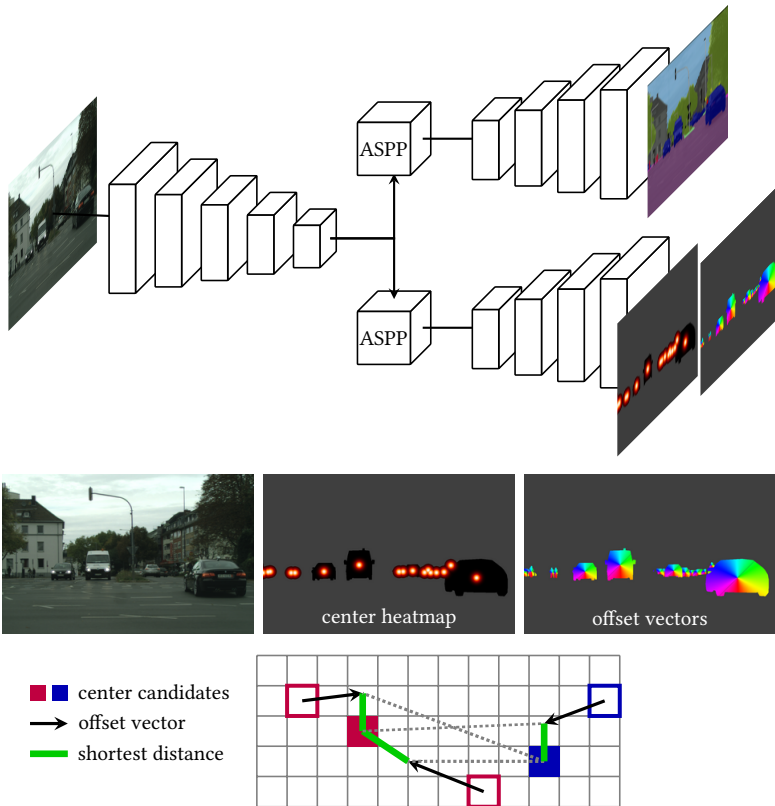 ASPP
ASPP
center heatmap
offset vectors
center candidates
offset vector
shortest distance